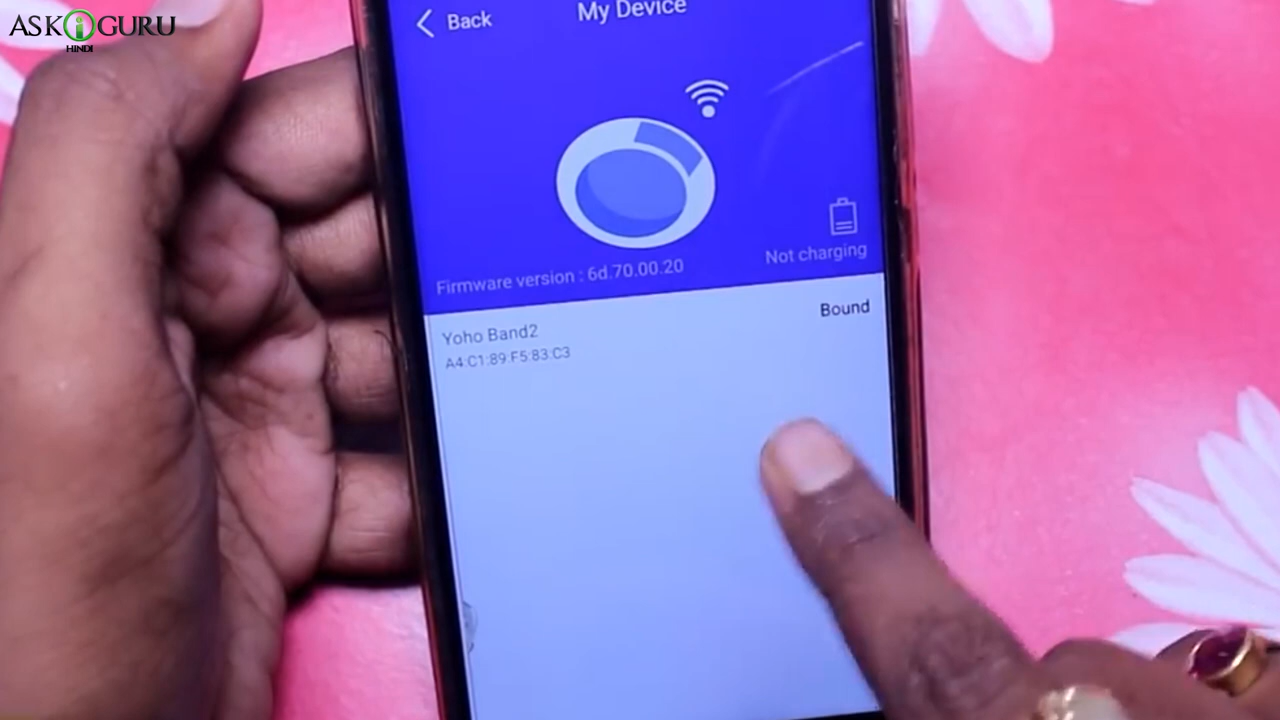 ASK i GURU
HINDI
Back
My Device
Firmware version : 6d.70.00.20
Not charging
Yoho Band2
Bound
A4:C1:89:F5:83:C3